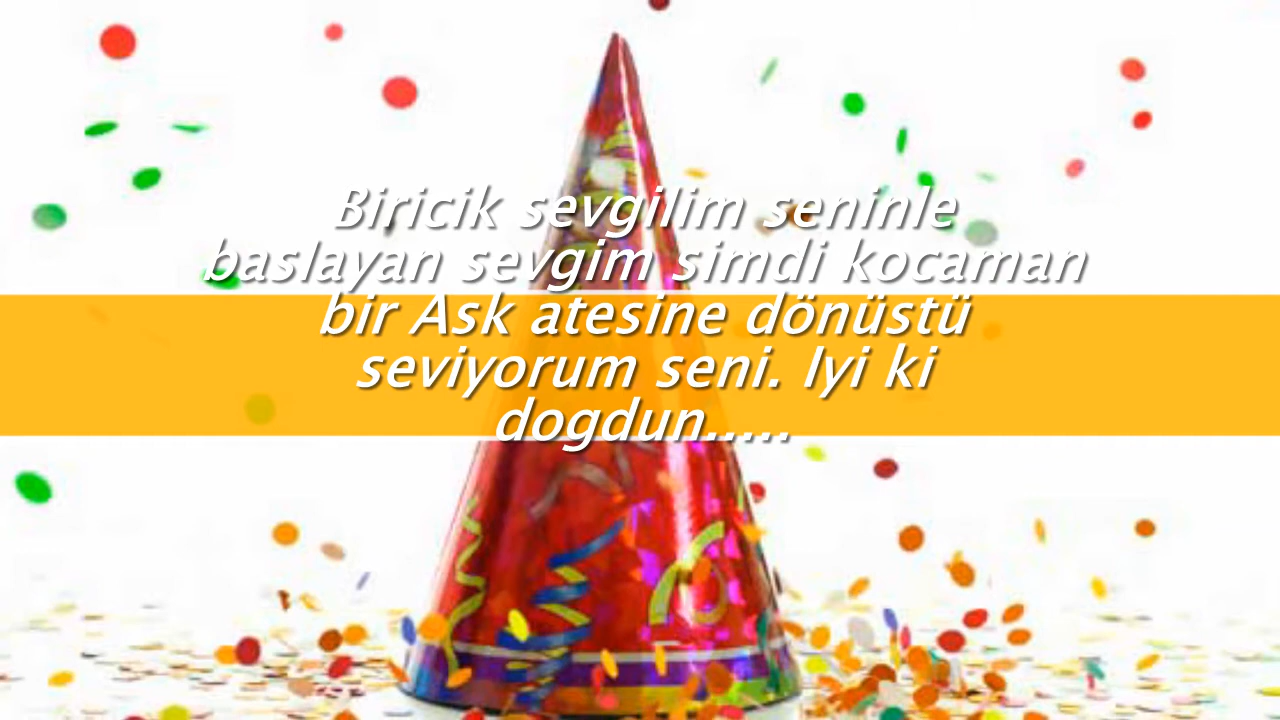 Biricik sevgilim seninle
baslayan sevgim simdi kocaman
bir Ask atesine dönüstü
seviyorum seni. Iyi ki
dogdun.....